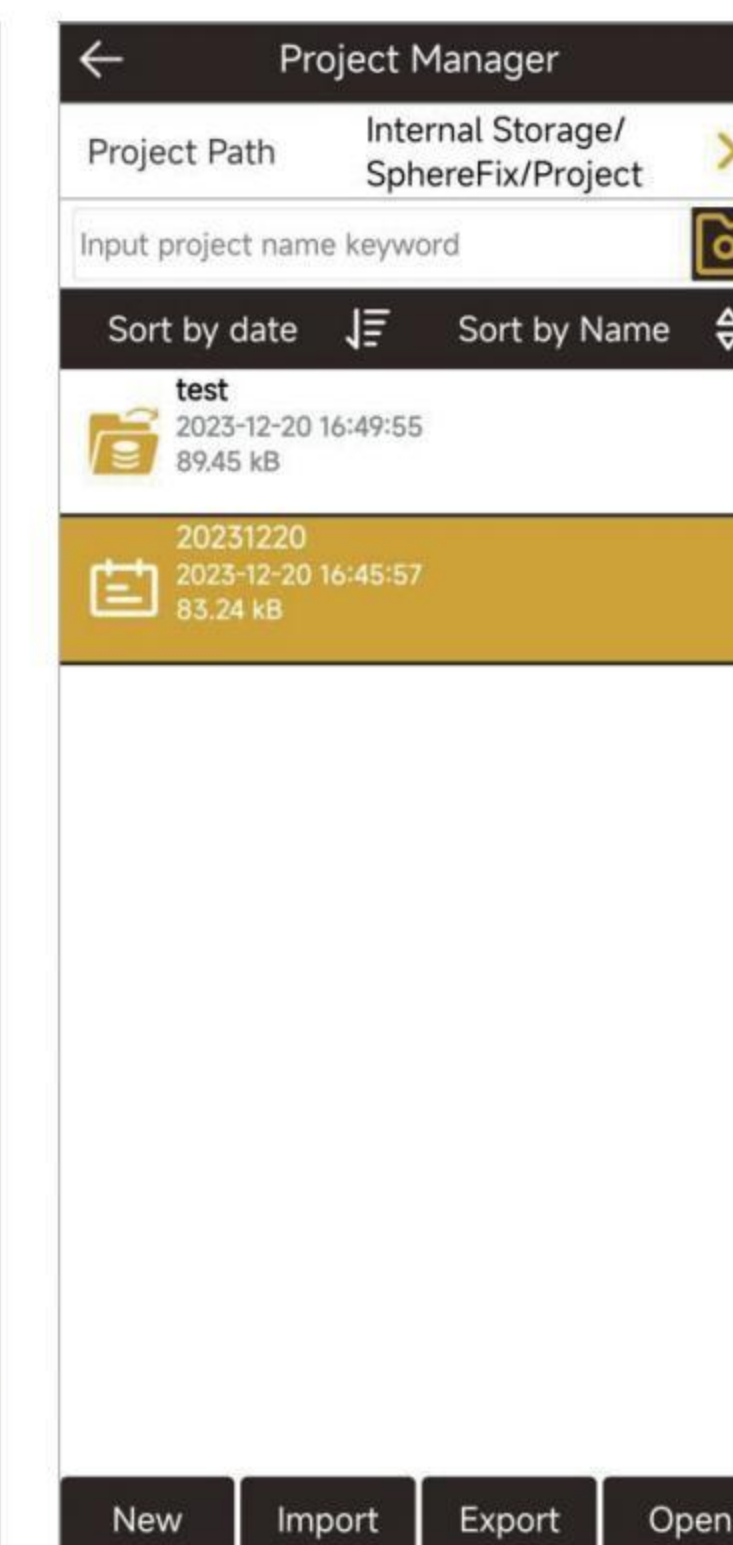 Project Manager
Project Path
Internal Storage/
SphereFix/Project
Input project name keyword
Sort by date Sort by Name
test
2023-12-20 16:49:55
89.45 kB
20231220
2023-12-20 16:45:57
83.24 kB
New Import Export Open